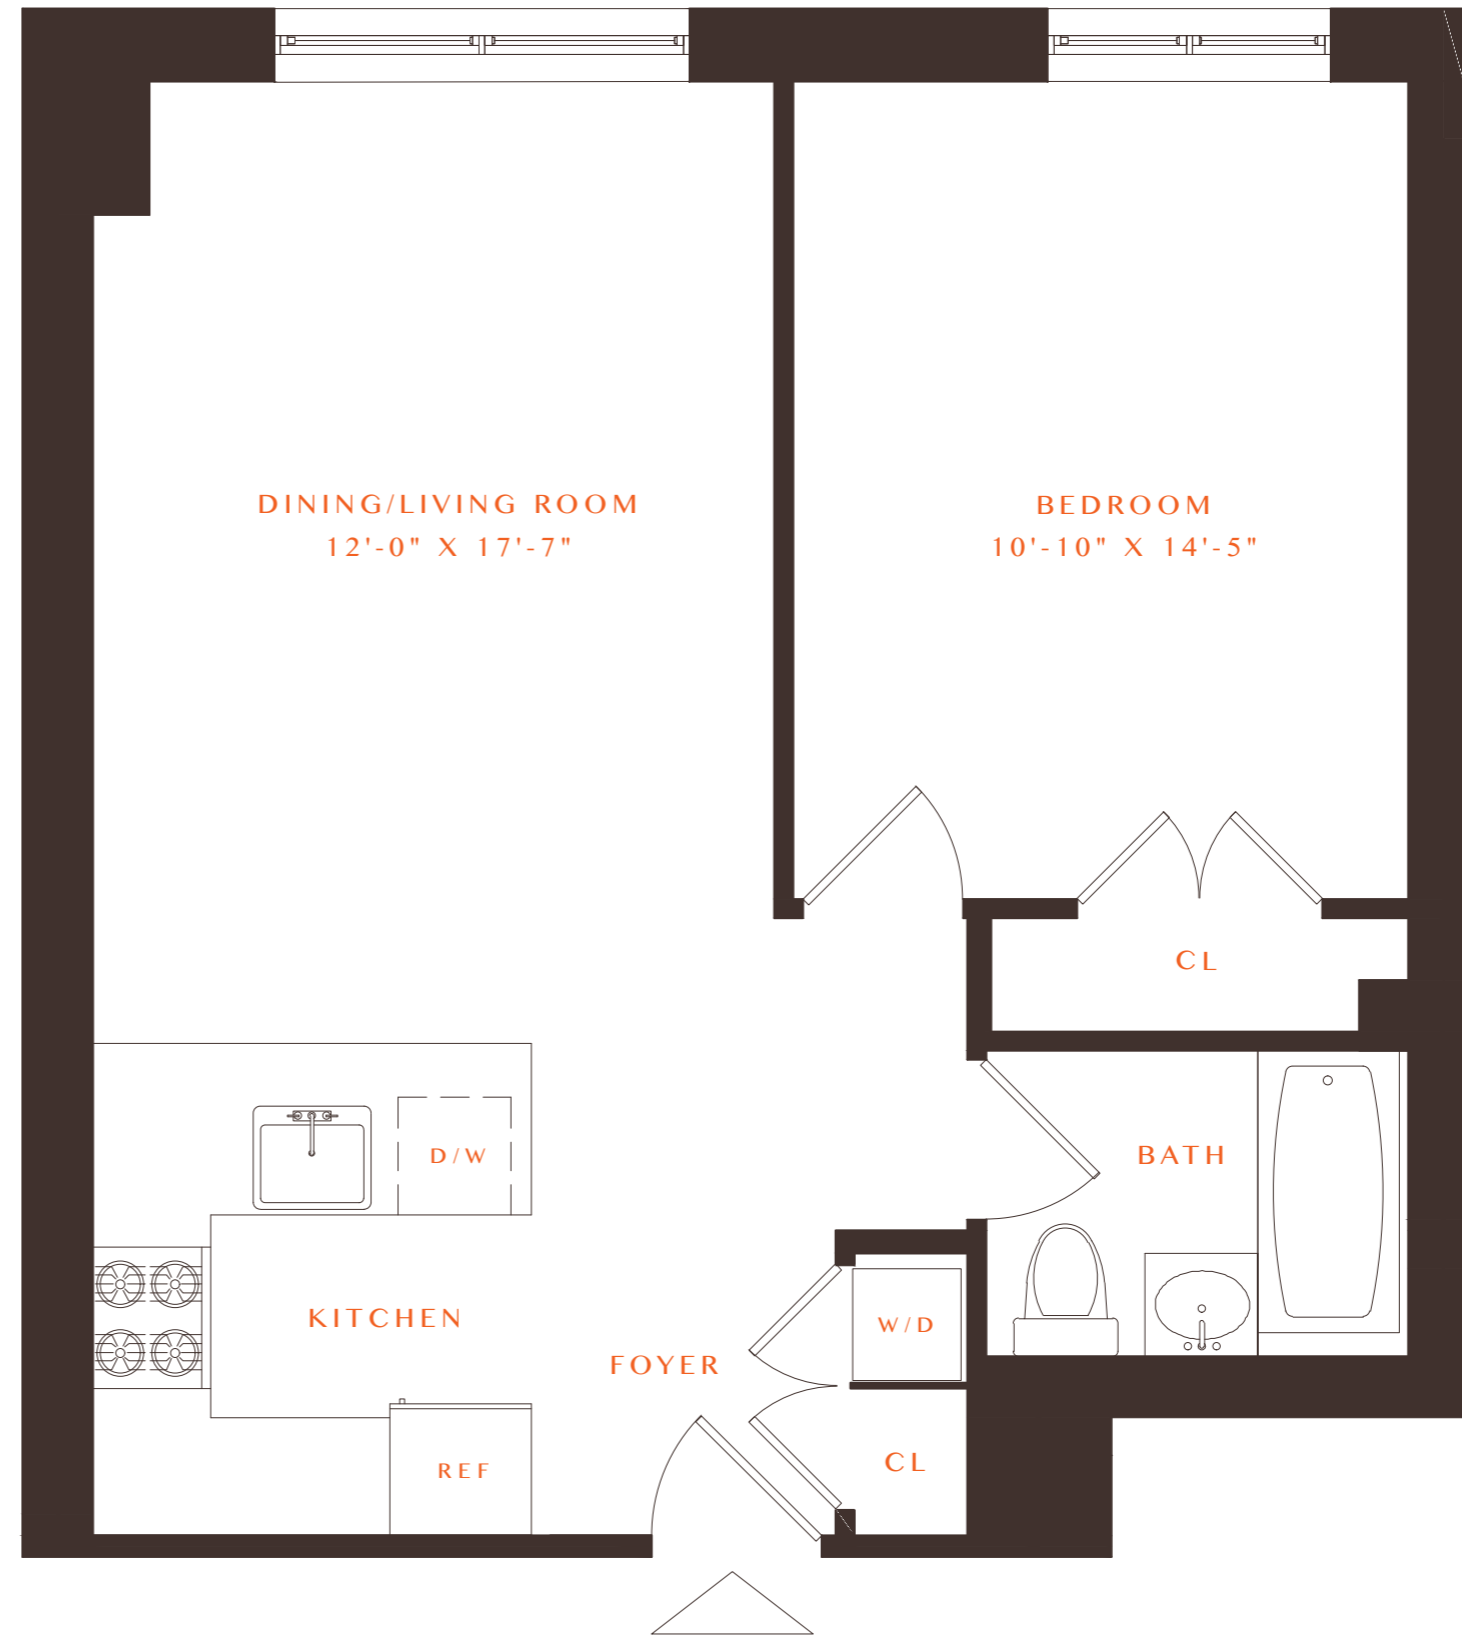 DINING/LIVING ROOM
12'-0" X 17'-7"
BEDROOM
10'-10" X 14'-5"
CL
D/W
BATH
KITCHEN
W/D
FOYER
CL
REF